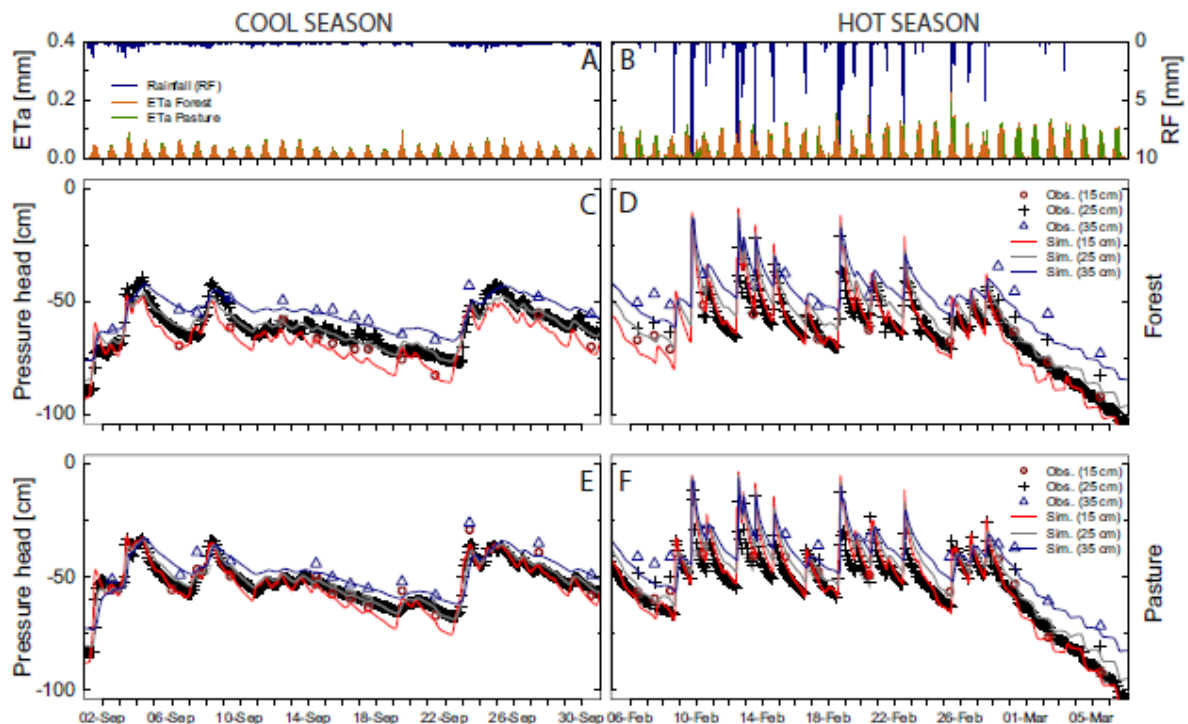 COOL SEASON
HOT SEASON
0.4
0.2
0.0
ETa [mm]
A
Rainfall (RF)
ETa Forest
ETa Pasture
B
0
5
10
RF [mm]
0
-50
-100
Pressure head [cm]
C
D
Obs. (15 cm)
Obs. (25 cm)
Obs. (35 cm)
Sim. (15 cm)
Sim. (25 cm)
Sim. (35 cm)
Forest
0
-50
-100
Pressure head [cm]
E
F
Obs. (15 cm)
Obs. (25 cm)
Obs. (35 cm)
Sim. (15 cm)
Sim. (25 cm)
Sim. (35 cm)
Pasture
02-Sep 06-Sep 10-Sep 14-Sep 18-Sep 22-Sep 26-Sep 30-Sep
06-Feb 10-Feb 14-Feb 18-Feb 22-Feb 26-Feb 01-Mar 05-Mar